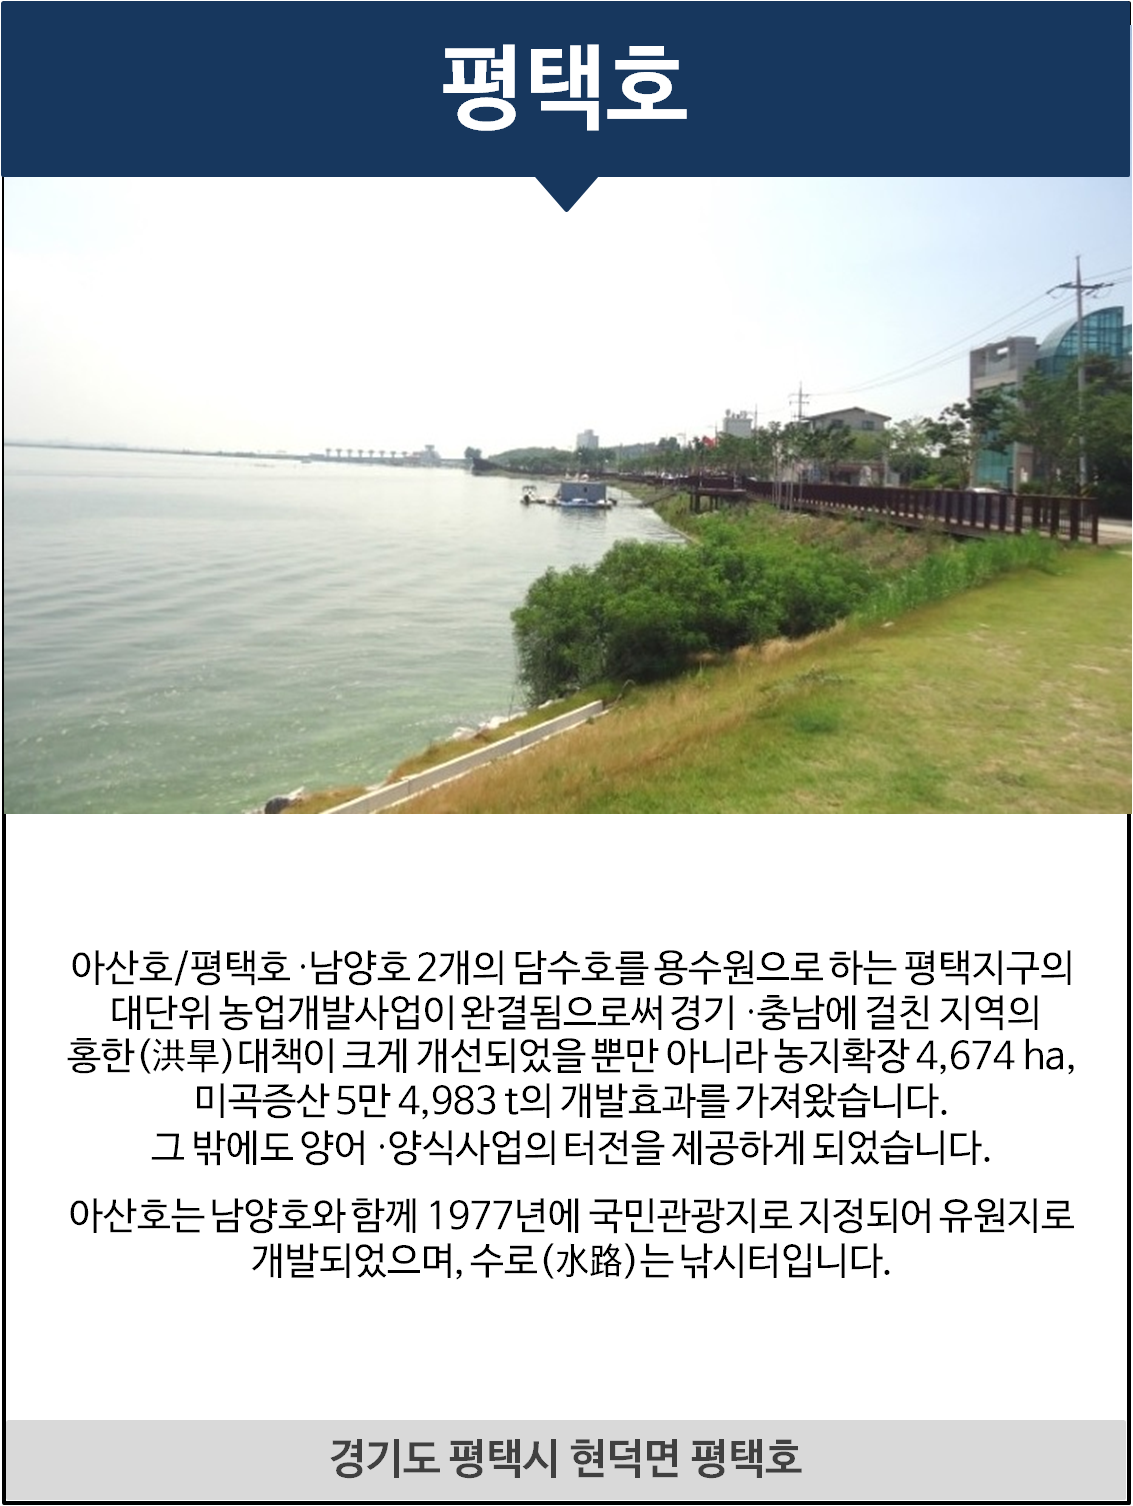 평택호
아산호/평택호 ·남양호 2개의 담수호를 용수원으로 하는 평택지구의
대단위 농업개발사업이 완결됨으로써 경기 ·충남에 걸친 지역의
홍한(洪旱)대책이 크게 개선되었을 뿐만 아니라 농지확장 4,674 ha,
미곡증산 5만 4,983 t의 개발효과를 가져왔습니다.
그 밖에도 양어 ·양식사업의 터전을 제공하게 되었습니다.
아산호는 남양호와 함께 1977년에 국민관광지로 지정되어 유원지로
개발되었으며, 수로(水路)는 낚시터입니다.
경기도 평택시 현덕면 평택호